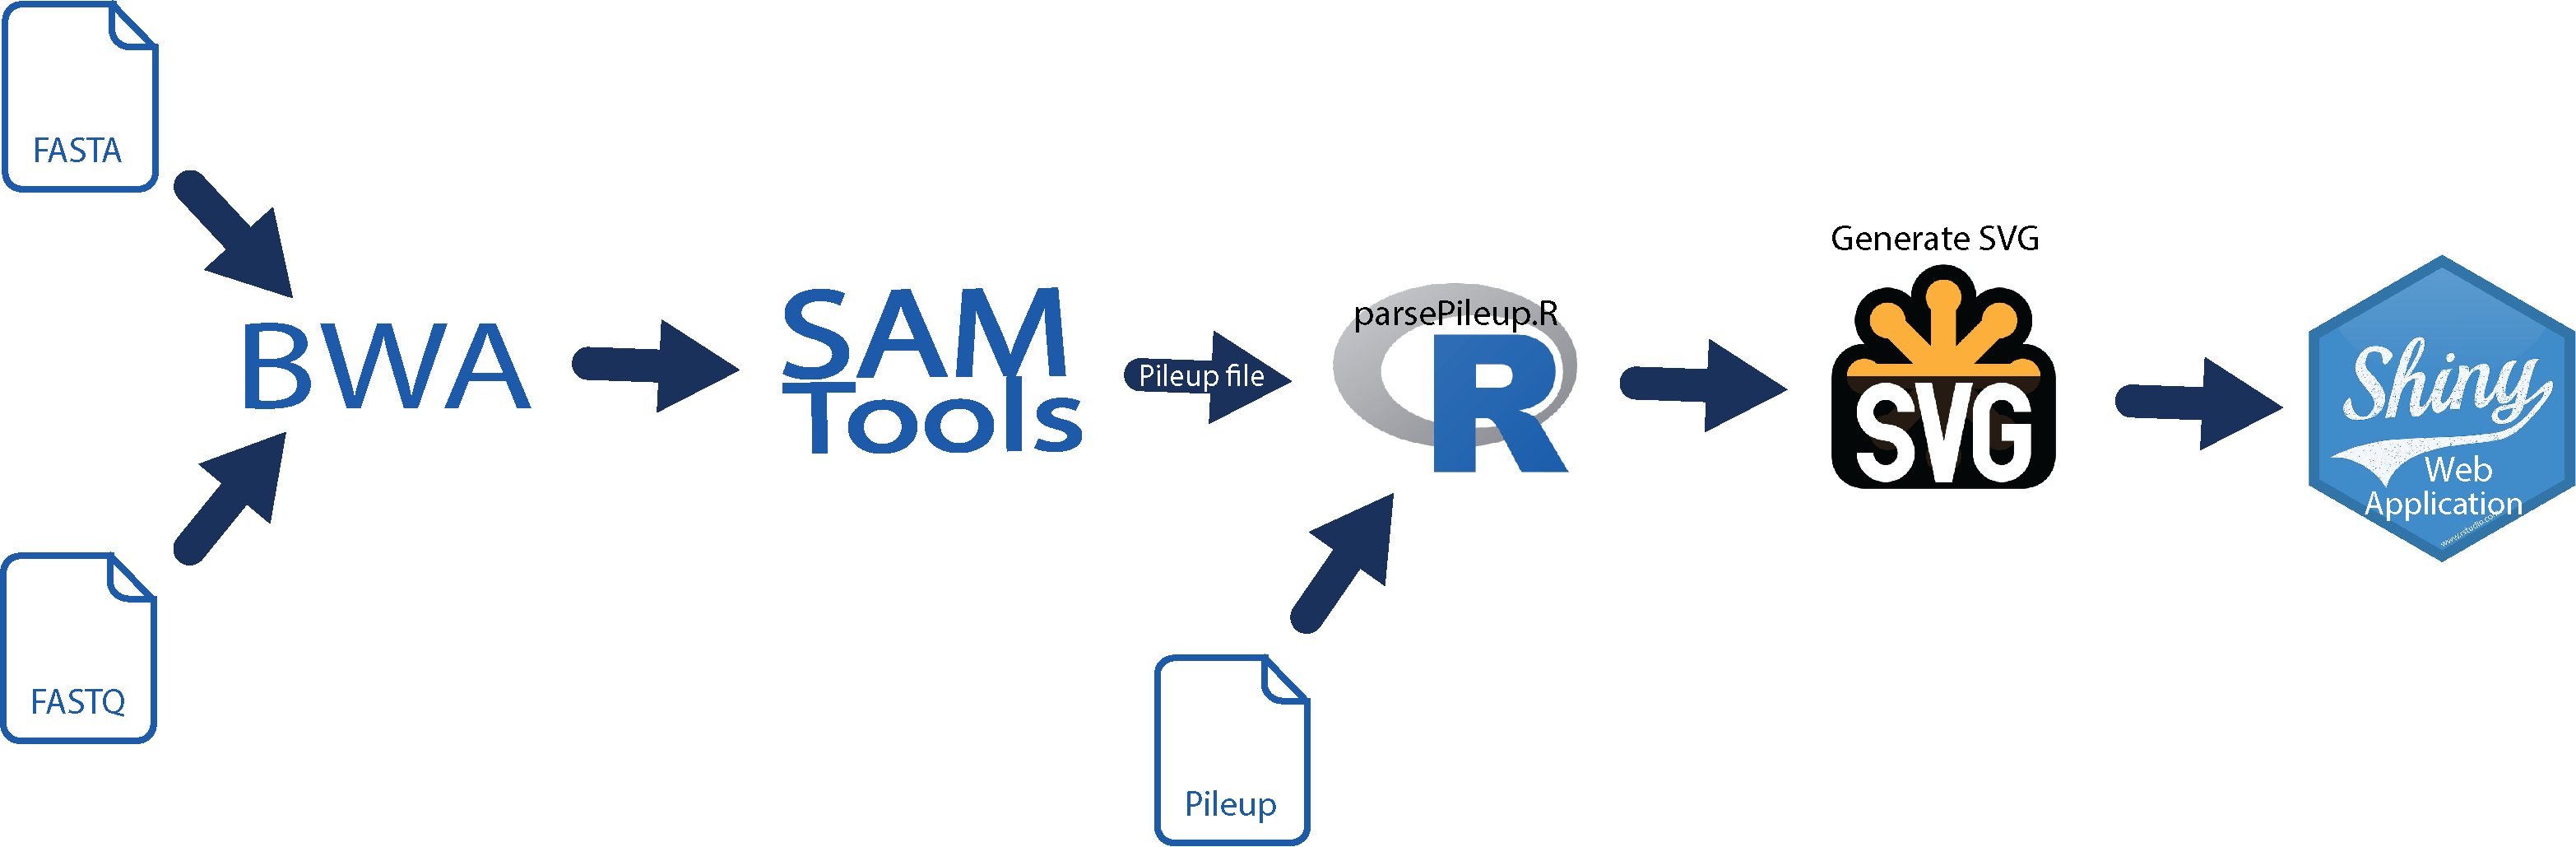 FASTA
FASTQ
BWA
SAM
Tools
Pileup file
Pileup
parsePileup.R
R
Generate SVG
SVG
Shiny
Web
Application
www.rstudio.com